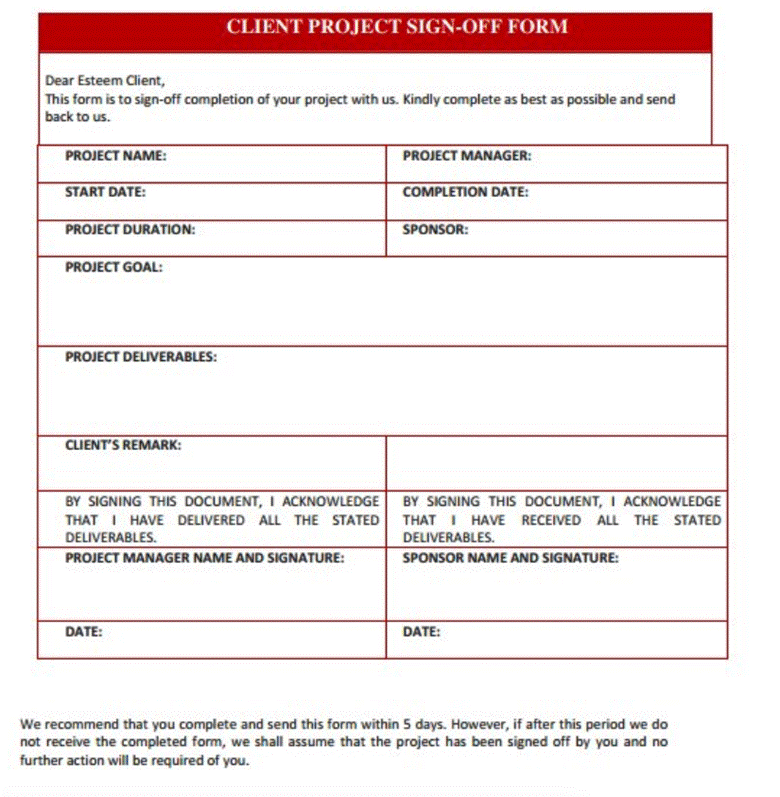 CLIENT PROJECT SIGN-OFF FORM
Dear Esteem Client,
This form is to sign-off completion of your project with us. Kindly complete as best as possible and send
back to us.
PROJECT NAME:
PROJECT MANAGER:
START DATE:
COMPLETION DATE:
PROJECT DURATION:
SPONSOR:
PROJECT GOAL:
PROJECT DELIVERABLES:
CLIENT'S REMARK:
BY SIGNING THIS DOCUMENT, I ACKNOWLEDGE
THAT I HAVE DELIVERED ALL THE STATED
DELIVERABLES.
BY SIGNING THIS DOCUMENT, I ACKNOWLEDGE
THAT I HAVE RECEIVED ALL THE STATED
DELIVERABLES.
PROJECT MANAGER NAME AND SIGNATURE:
SPONSOR NAME AND SIGNATURE:
DATE:
DATE:
We recommend that you complete and send this form within 5 days. However, if after this period we do
not receive the completed form, we shall assume that the project has been signed off by you and no
further action will be required of you.